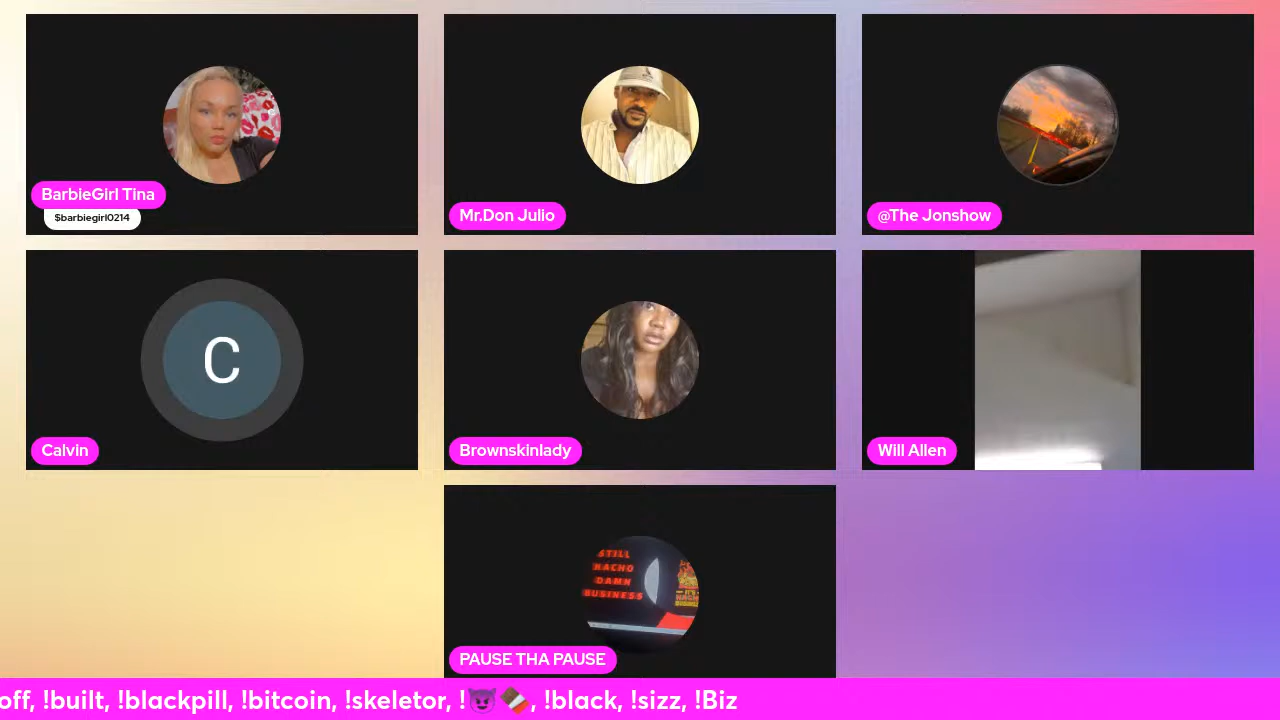 BarbieGirl Tina
$barbiegirl0214
Mr.Don Julio
@The Jonshow
C
Calvin
Brownskinlady
Will Allen
STILL
NACHO
DAMN
BUSINESS
IT'S
PAUSE THA PAUSE
off, !built, !blackpill, !bitcoin, !skeletor, !😈🍫, !black, !sizz, !Biz